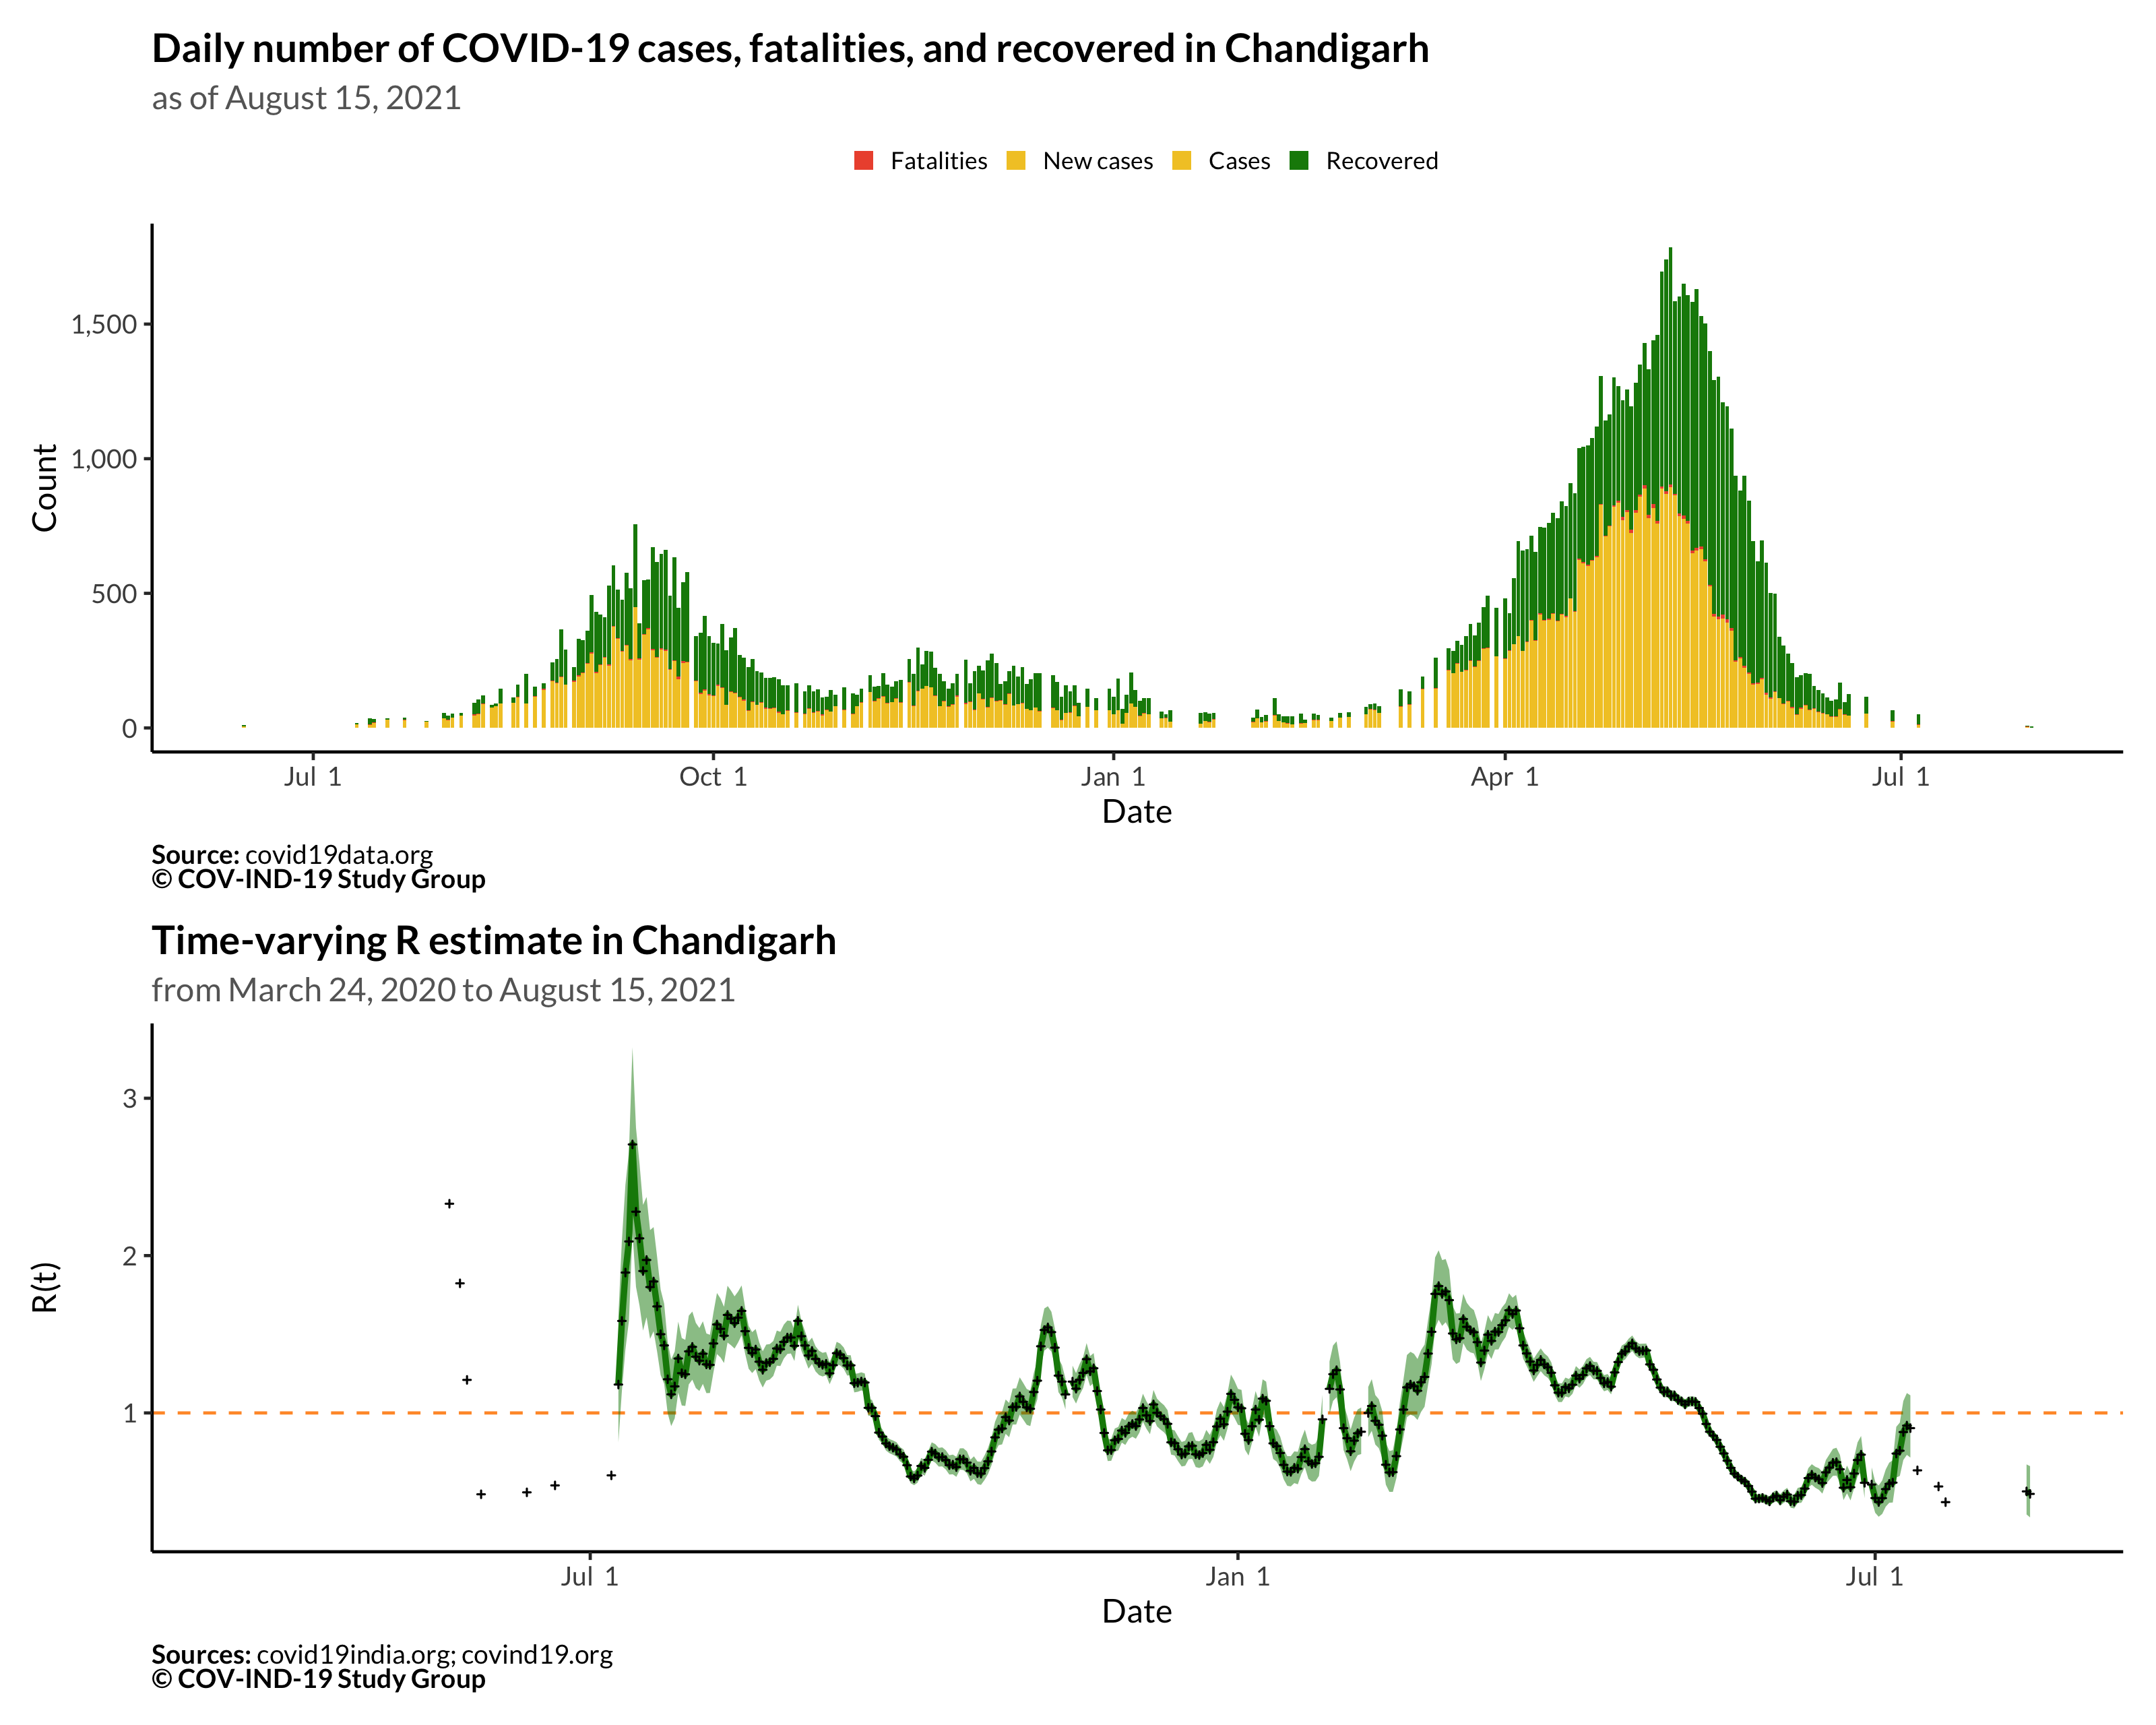 Daily number of COVID-19 cases, fatalities, and recovered in Chandigarh
as of August 15, 2021
Fatalities New cases Cases Recovered
Count
1,500
1,000
500
0
Jul 1 Oct 1 Jan 1 Apr 1 Jul 1
Date
Source: covid19data.org
© COV-IND-19 Study Group
Time-varying R estimate in Chandigarh
from March 24, 2020 to August 15, 2021
R(t)
3
2
1
Jul 1 Jan 1 Jul 1
Date
Sources: covid19india.org; covind19.org
© COV-IND-19 Study Group